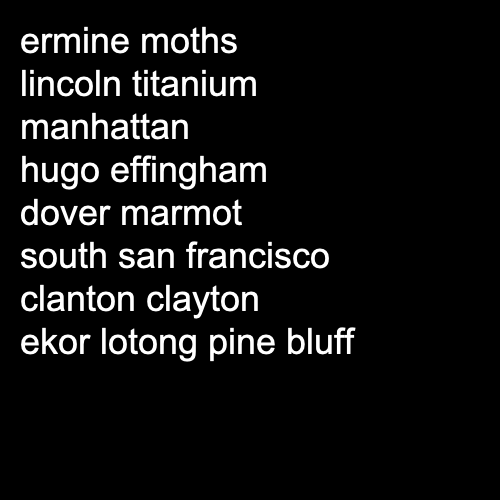 ermine moths
lincoln titanium
manhattan
hugo effingham
dover marmot
south san francisco
clanton clayton
ekor lotong pine bluff